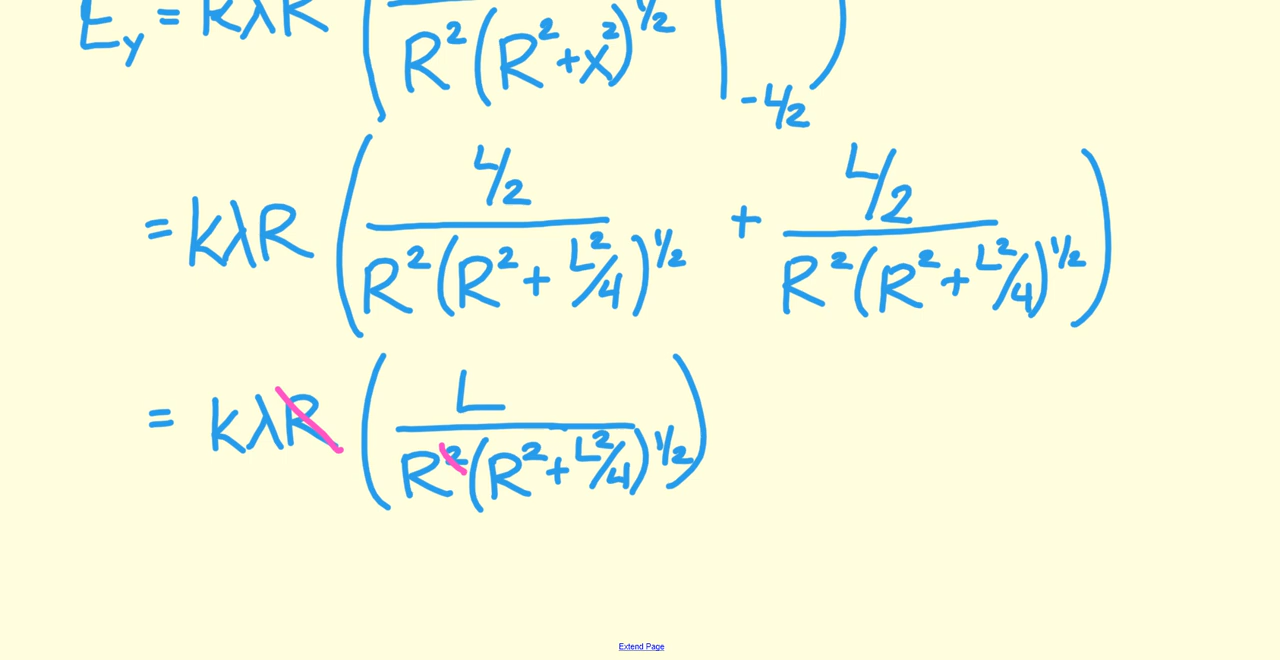 E_y = kλR ( / R²(R²+x²)^1/2 | _-L/2 )
= kλR ( L/2 / R²(R² + L²/4)^1/2 + L/2 / R²(R² + L²/4)^1/2 )
= kλR ( L / R²(R² + L²/4)^1/2 )
Extend Page